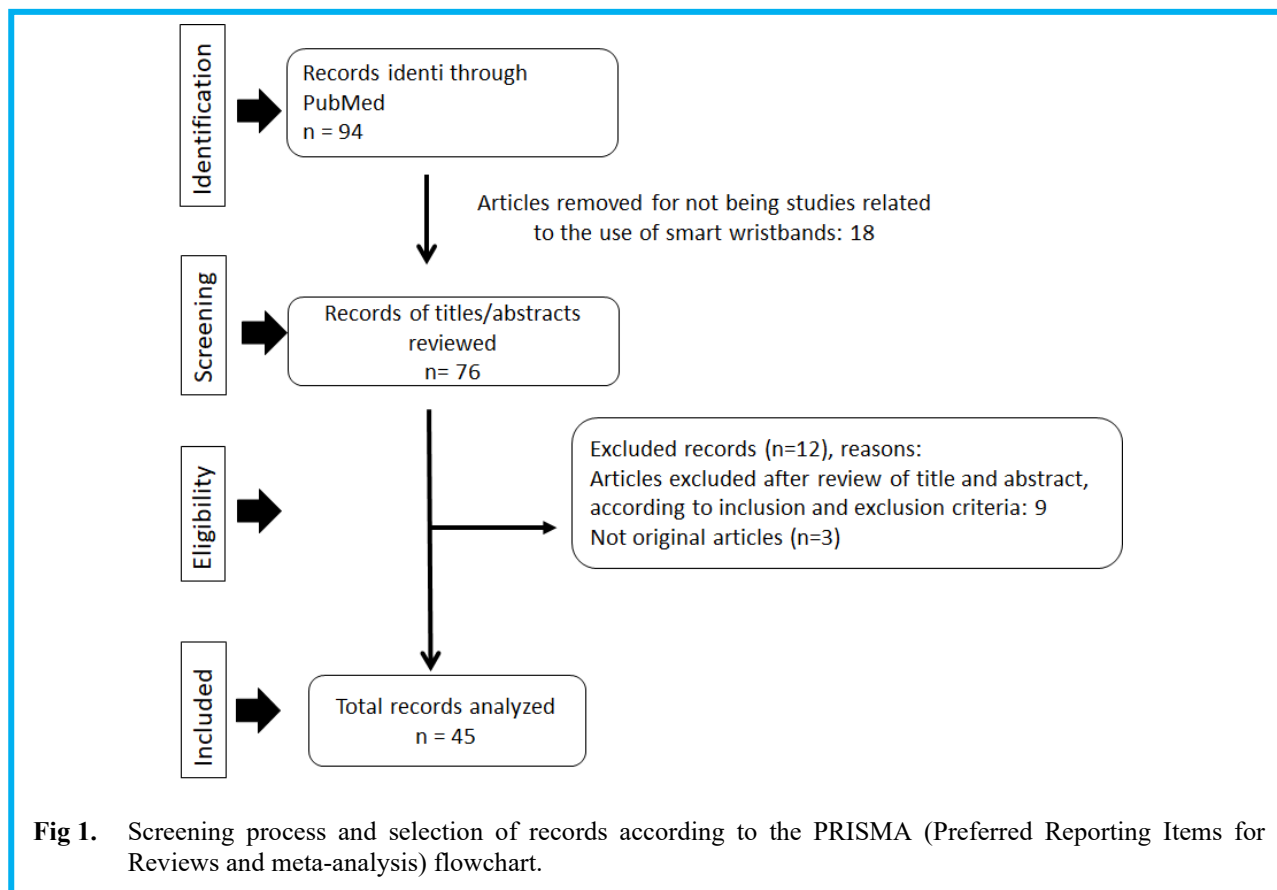 Identification
Records identi through
PubMed
n = 94
Articles removed for not being studies related
to the use of smart wristbands: 18
Screening
Records of titles/abstracts
reviewed
n= 76
Eligibility
Excluded records (n=12), reasons:
Articles excluded after review of title and abstract,
according to inclusion and exclusion criteria: 9
Not original articles (n=3)
Included
Total records analyzed
n = 45
Fig 1. Screening process and selection of records according to the PRISMA (Preferred Reporting Items for
Reviews and meta-analysis) flowchart.